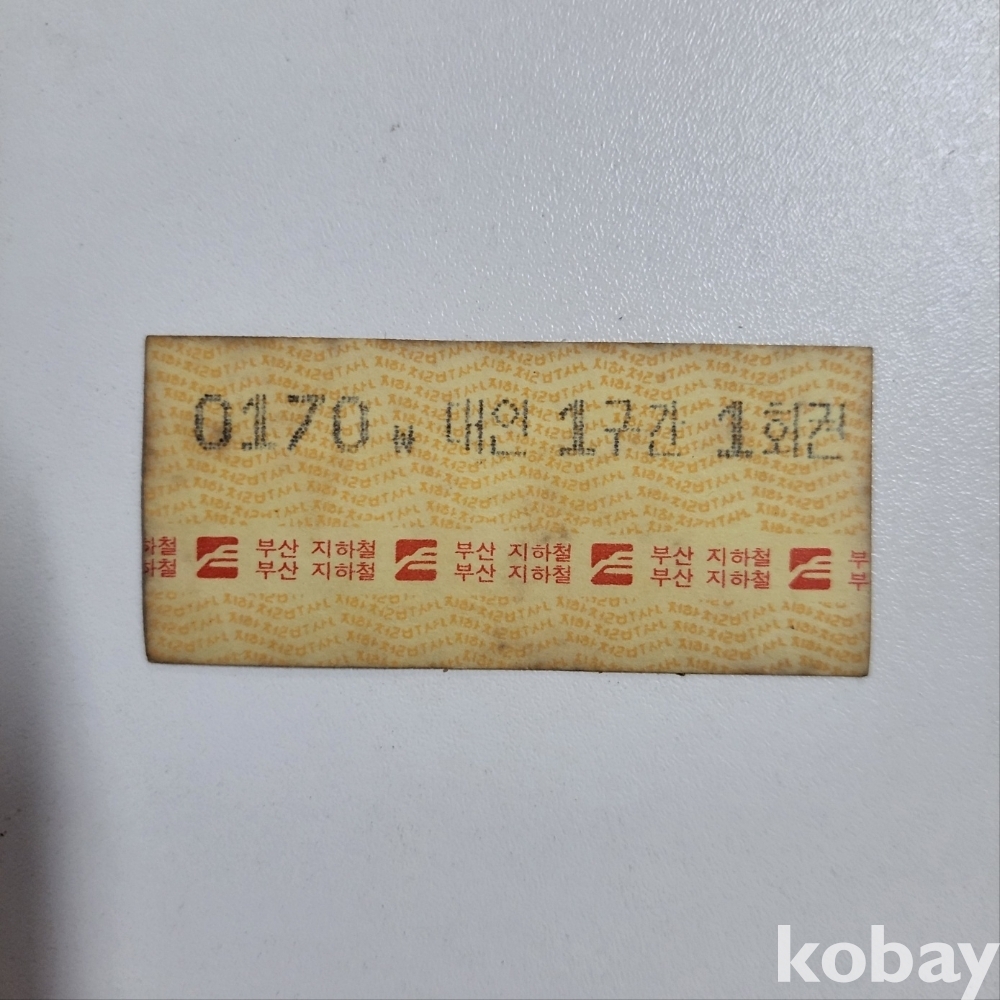 0170 W 대인 1구간 1회권
하철 부산 지하철 부산 지하철 부산 지하철 부
하철 부산 지하철 부산 지하철 부산 지하철 부
kobay